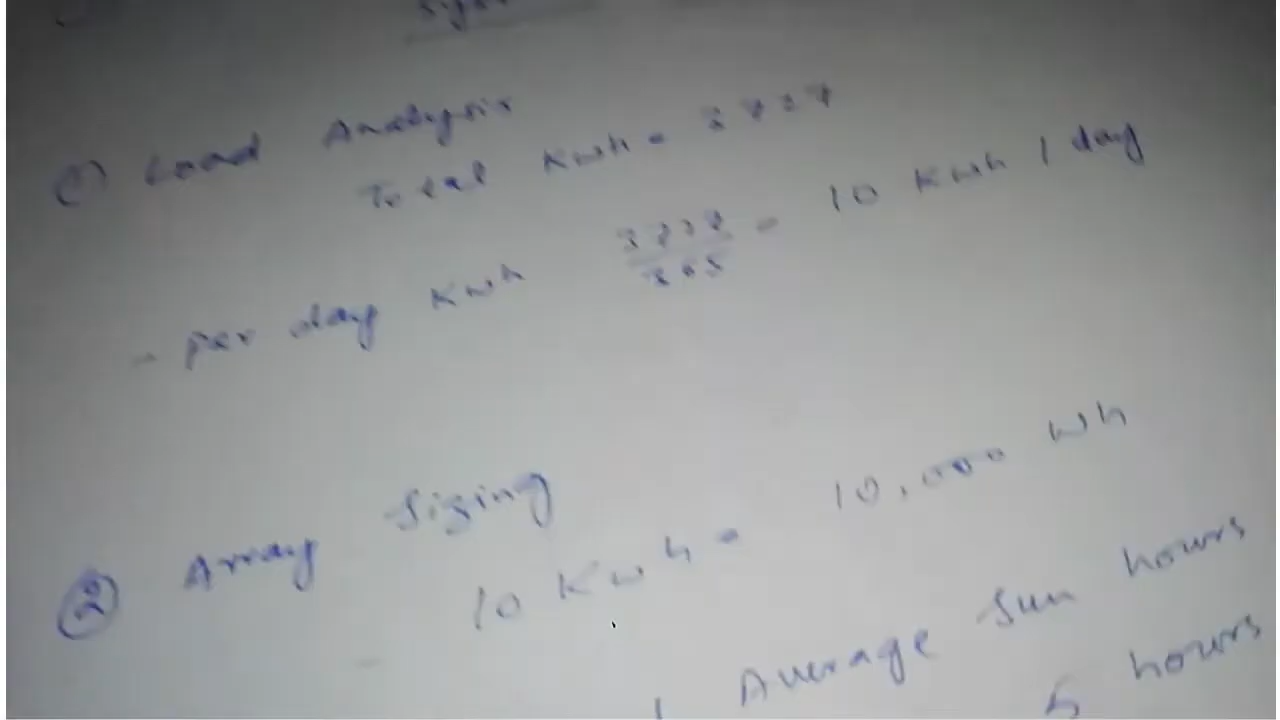 (1) Load Analysis
Total Kwh =
- Per day Kwh = 10 Kwh / day
365
(2) Array Sizing
10 Kwh = 10,000 Wh
Average Sun hours
5 hours